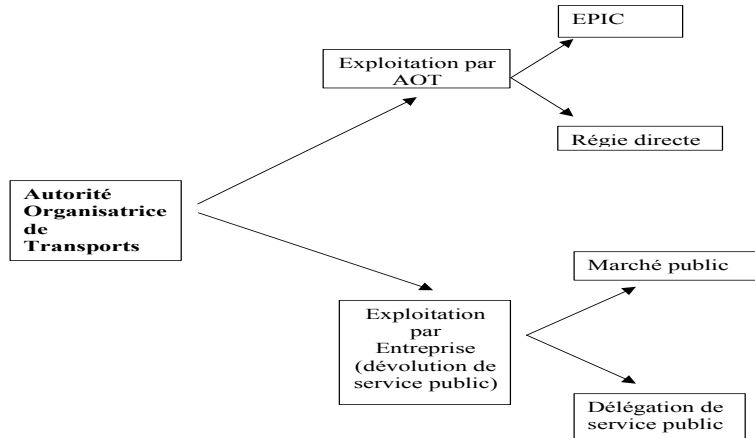 EPIC
Exploitation par
AOT
Régie directe
Autorité
Organisatrice
de
Transports
Marché public
Exploitation
par
Entreprise
(dévolution de
service public)
Délégation de
service public